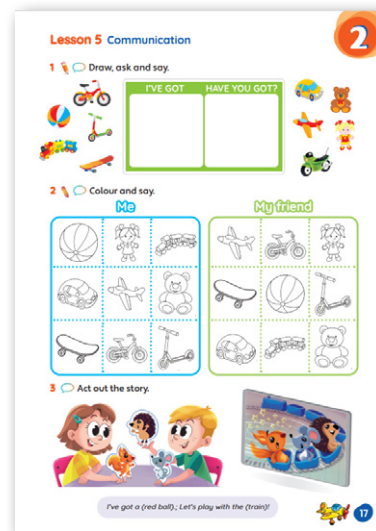 Lesson 5 Communication
2
1 Draw, ask and say.
I'VE GOT
HAVE YOU GOT?
2 Colour and say.
Me
My friend
3 Act out the story.
I've got a (red ball).; Let's play with the (train)!
17